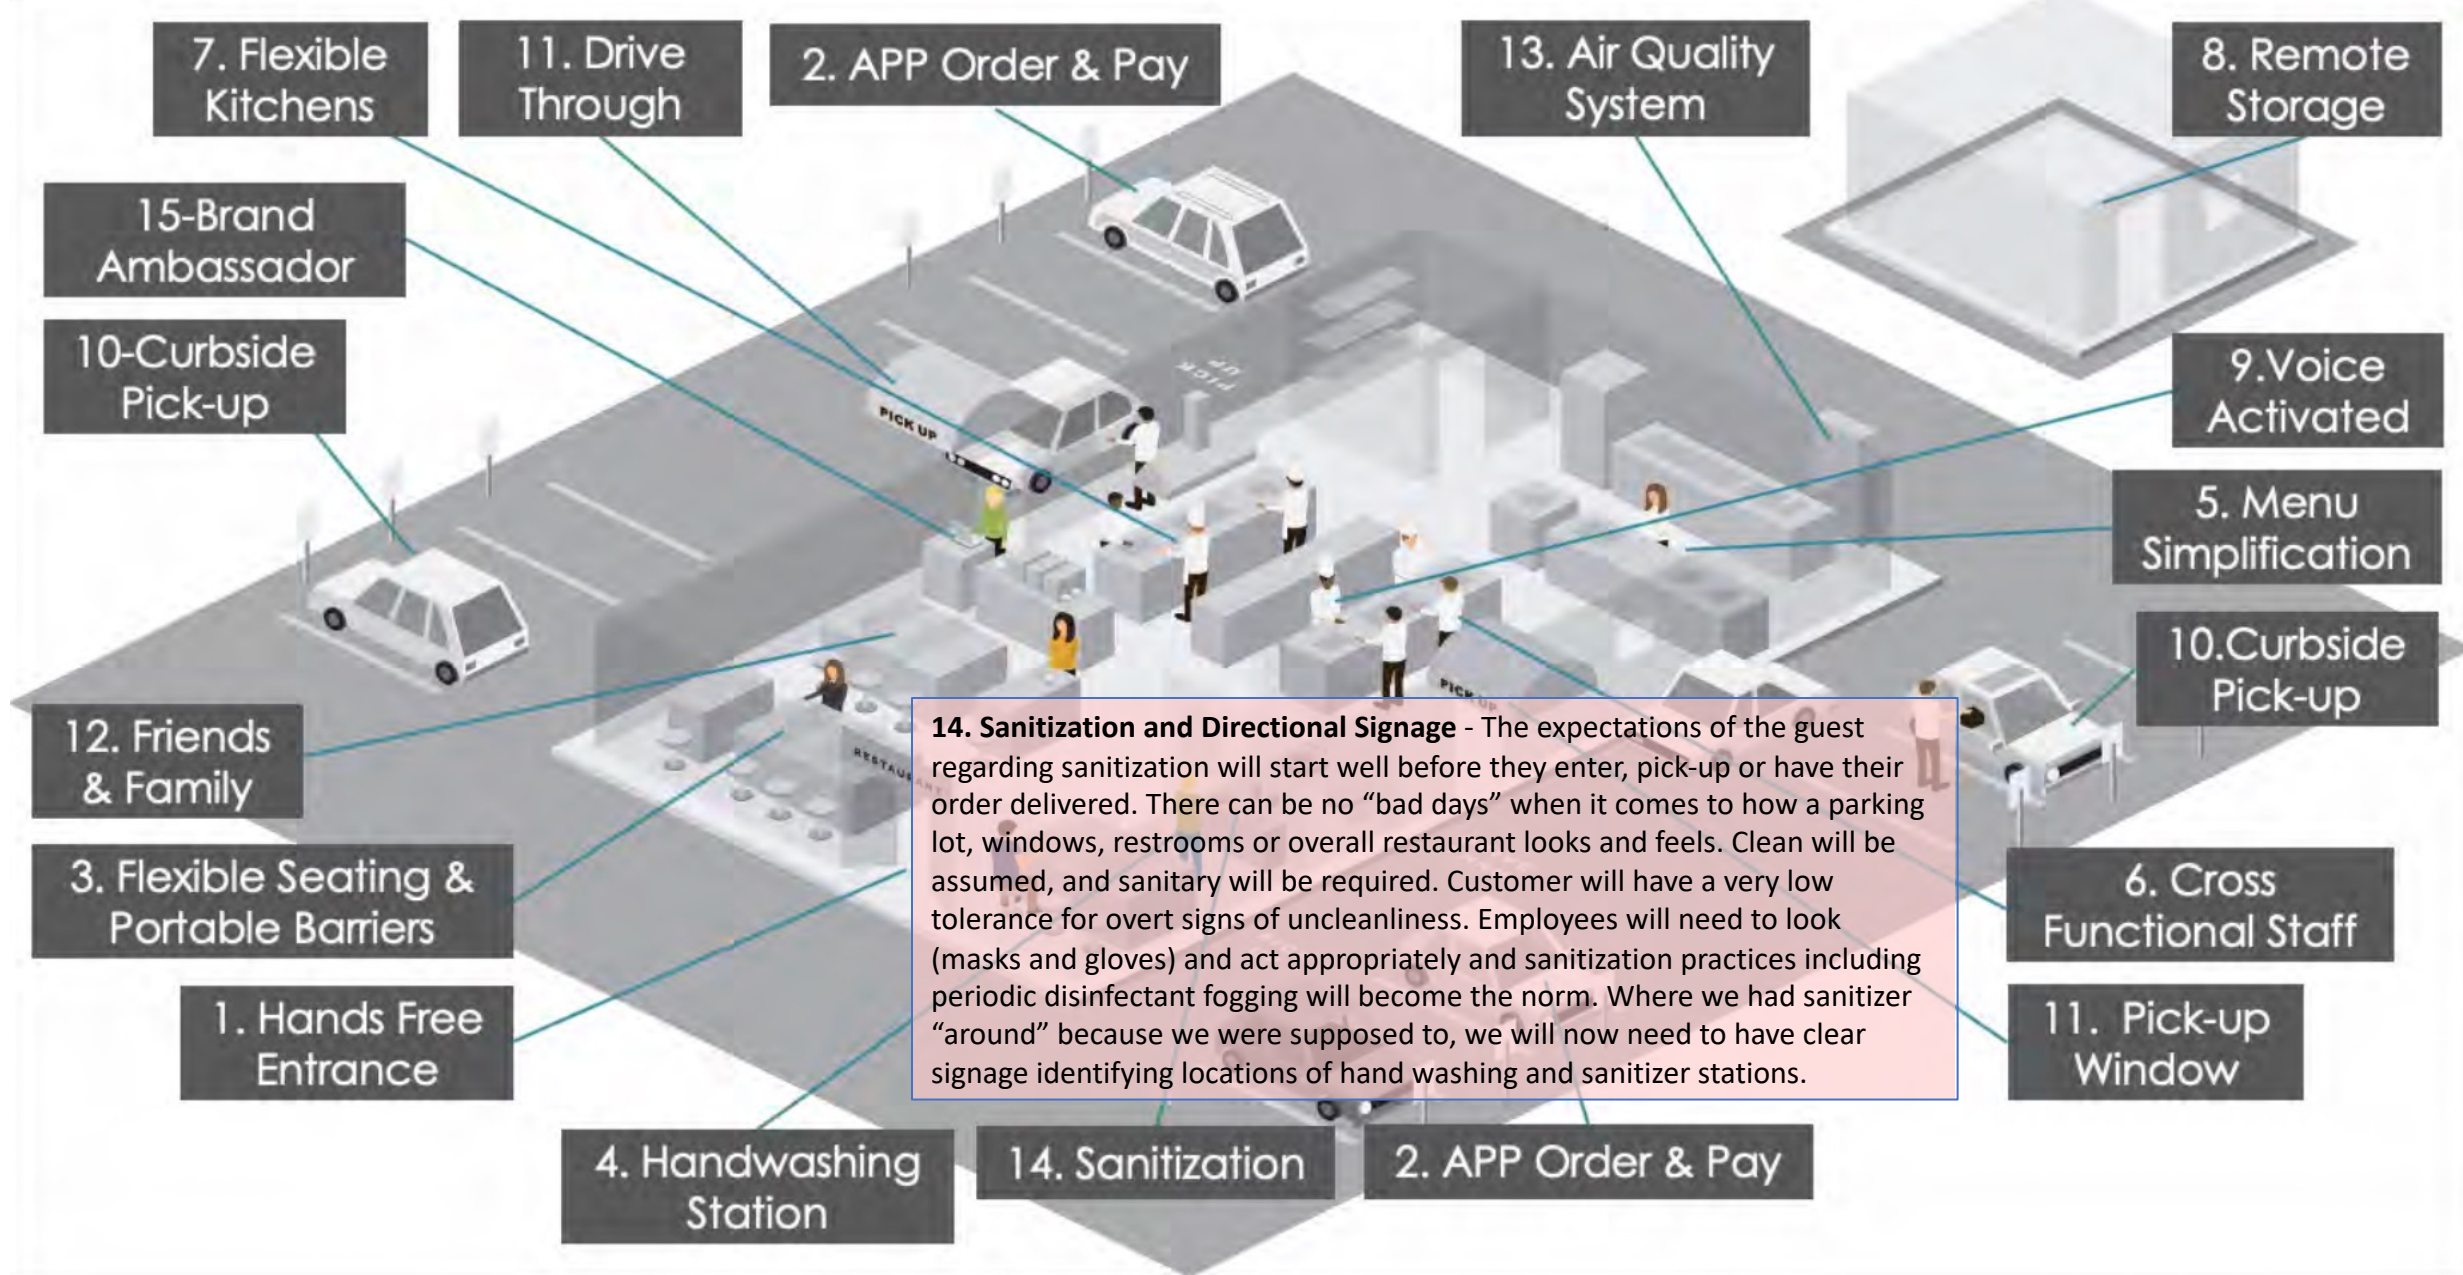 7. Flexible
Kitchens
11. Drive
Through
2. APP Order & Pay
13. Air Quality
System
8. Remote
Storage
15-Brand
Ambassador
10-Curbside
Pick-up
9.Voice
Activated
5. Menu
Simplification
10.Curbside
Pick-up
PICK
UP
PICK UP
PICK UP
RESTAURANT
12. Friends
& Family
3. Flexible Seating &
Portable Barriers
1. Hands Free
Entrance
14. Sanitization and Directional Signage - The expectations of the guest
regarding sanitization will start well before they enter, pick-up or have their
order delivered. There can be no “bad days” when it comes to how a parking
lot, windows, restrooms or overall restaurant looks and feels. Clean will be
assumed, and sanitary will be required. Customer will have a very low
tolerance for overt signs of uncleanliness. Employees will need to look
(masks and gloves) and act appropriately and sanitization practices including
periodic disinfectant fogging will become the norm. Where we had sanitizer
“around” because we were supposed to, we will now need to have clear
signage identifying locations of hand washing and sanitizer stations.
6. Cross
Functional Staff
11. Pick-up
Window
4. Handwashing
Station
14. Sanitization
2. APP Order & Pay